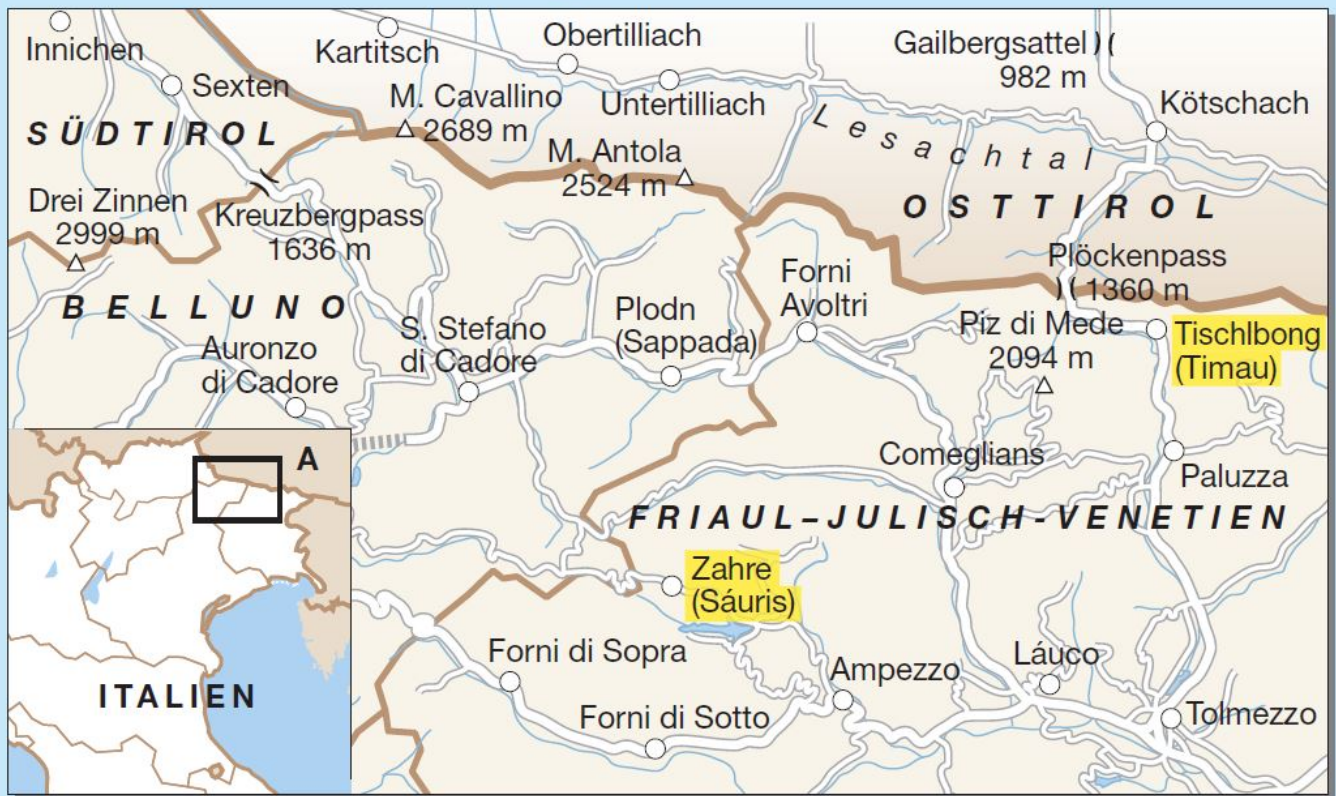 Innichen
Kartitsch
Obertilliach
Gailbergsattel
982 m
Sexten
M. Cavallino
2689 m
Untertilliach
Kötschach
SÜDTIROL
M. Antola
2524 m
Lesachtal
Drei Zinnen
2999 m
Kreuzbergpass
1636 m
OSTTIROL
Plöckenpass
1360 m
BELLUNO
Forni
Avoltri
Plodn
(Sappada)
S. Stefano
di Cadore
Auronzo
di Cadore
Piz di Mede
2094 m
Tischlbong
(Timau)
A
Comeglians
Paluzza
FRIAUL–JULISCH-VENETIEN
Zahre
(Sáuris)
Forni di Sopra
Ampezzo
Láuco
ITALIEN
Forni di Sotto
Tolmezzo